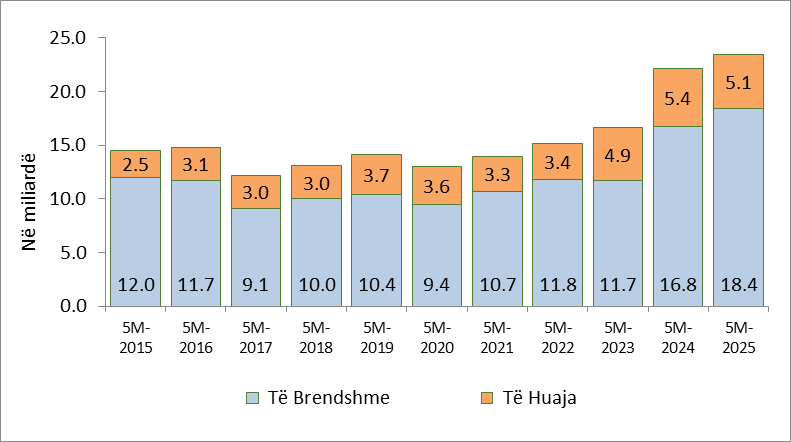 Në miliardë
25.0
20.0
15.0
10.0
5.0
0.0
2.5 3.1 3.0 3.0 3.7 3.6 3.3 3.4 4.9 5.4 5.1
12.0 11.7 9.1 10.0 10.4 9.4 10.7 11.8 11.7 16.8 18.4
5M- 5M- 5M- 5M- 5M- 5M- 5M- 5M- 5M- 5M- 5M-
2015 2016 2017 2018 2019 2020 2021 2022 2023 2024 2025
Të Brendshme Të Huaja